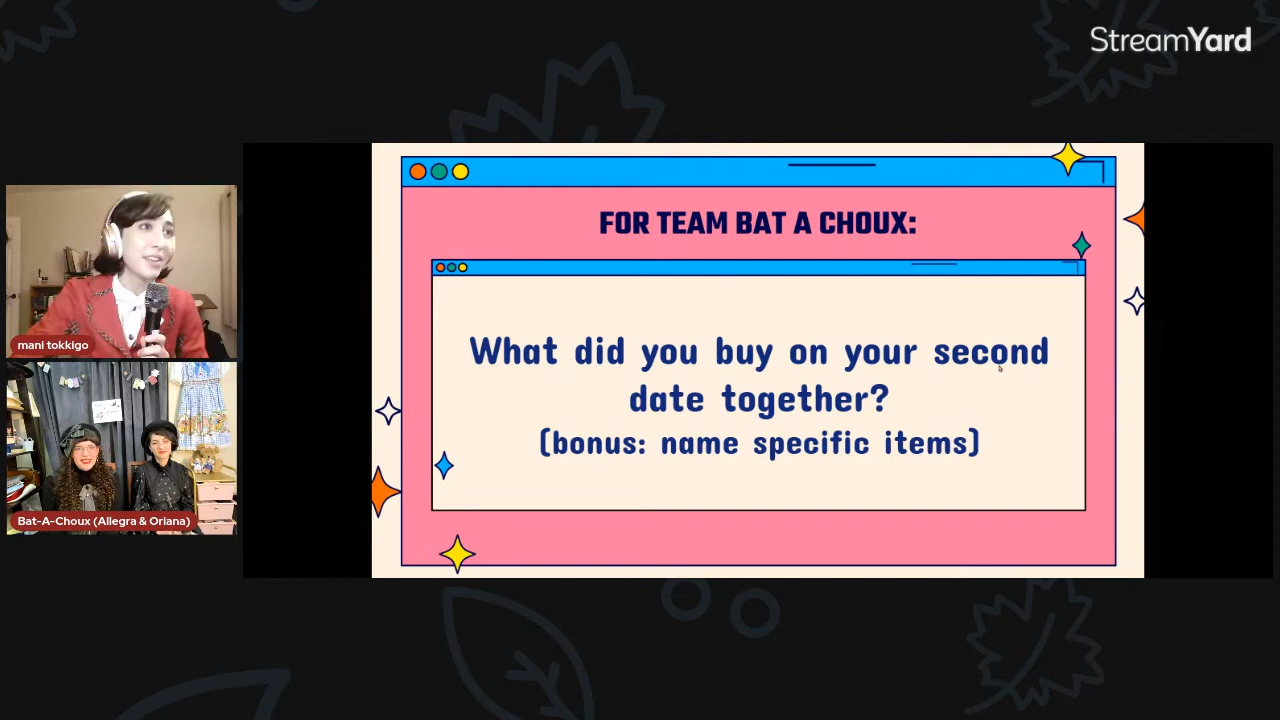 StreamYard
FOR TEAM BAT A CHOUX:
What did you buy on your second
date together?
(bonus: name specific items)
mani tokkigo
Bat-A-Choux (Allegra & Oriana)